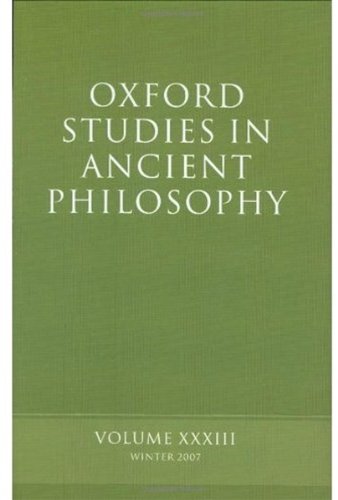 OXFORD
STUDIES IN
ANCIENT
PHILOSOPHY
VOLUME XXXIII
WINTER 2007